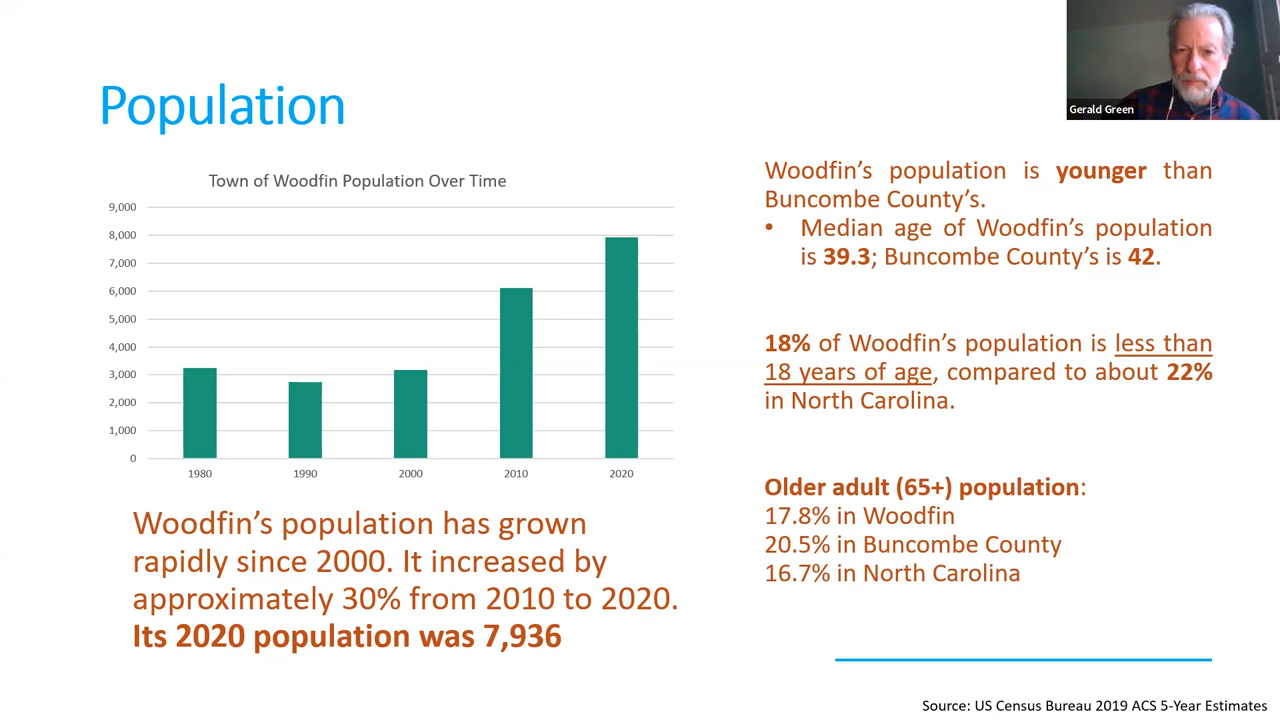 Population
Gerald Green
Town of Woodfin Population Over Time
9,000
8,000
7,000
6,000
5,000
4,000
3,000
2,000
1,000
0
1980 1990 2000 2010 2020
Woodfin’s population has grown
rapidly since 2000. It increased by
approximately 30% from 2010 to 2020.
Its 2020 population was 7,936
Woodfin’s population is younger than
Buncombe County’s.
• Median age of Woodfin’s population
is 39.3; Buncombe County’s is 42.
18% of Woodfin’s population is less than
18 years of age, compared to about 22%
in North Carolina.
Older adult (65+) population:
17.8% in Woodfin
20.5% in Buncombe County
16.7% in North Carolina
Source: US Census Bureau 2019 ACS 5-Year Estimates